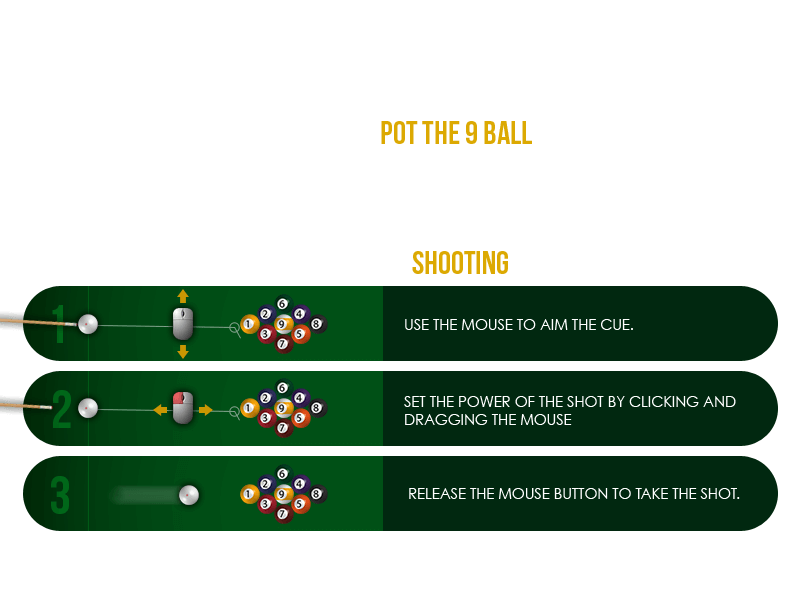 POT THE 9 BALL
SHOOTING
1
USE THE MOUSE TO AIM THE CUE.
6
2 4
1 9 8
3 5
7
2
SET THE POWER OF THE SHOT BY CLICKING AND
DRAGGING THE MOUSE
6
2 4
1 9 8
3 5
7
3
RELEASE THE MOUSE BUTTON TO TAKE THE SHOT.
6
2 4
1 9 8
3 5
7